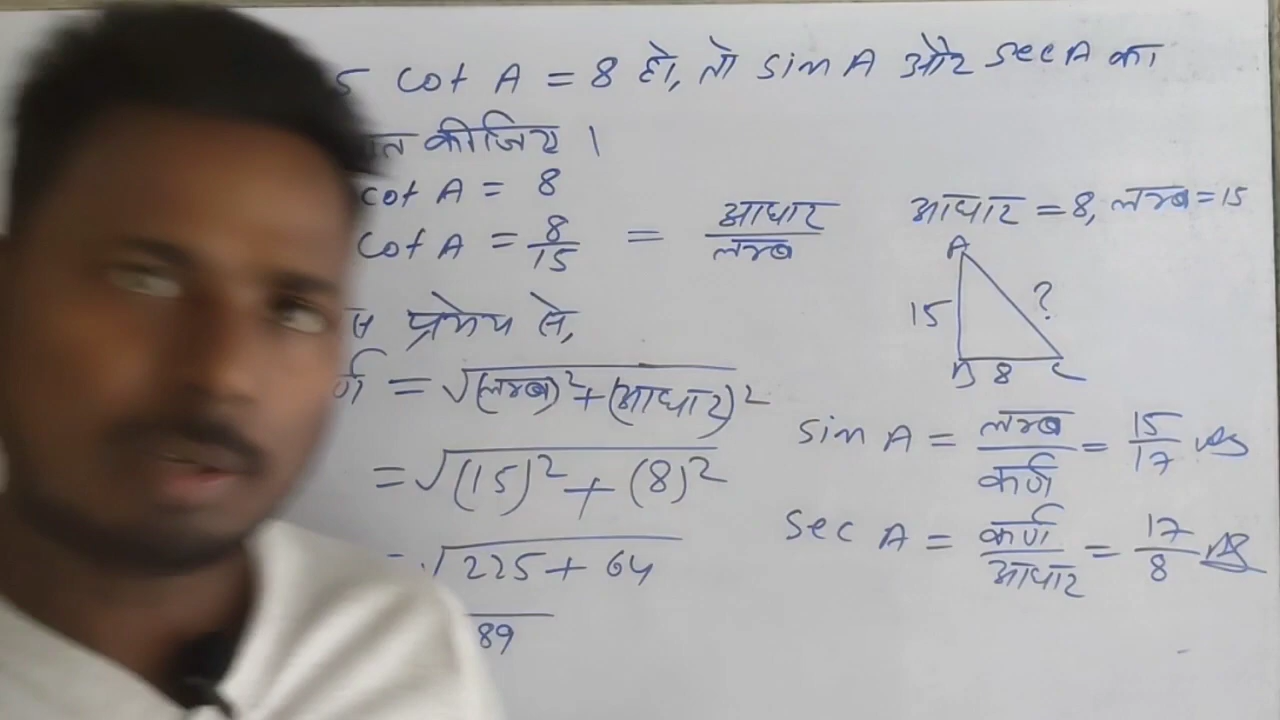 5 cot A = 8 हो, तो sin A और sec A का
कीजिए ।
cot A = 8
cot A = 8/15 = आधार/लम्ब
प्रमेय से,
= √(लम्ब)² + (आधार)²
= √(15)² + (8)²
= √225 + 64
89
आधार = 8, लम्ब = 15
A
15 ?
B 8 C
sin A = लम्ब/कर्ण = 15/17 Ans
sec A = कर्ण/आधार = 17/8 Ans